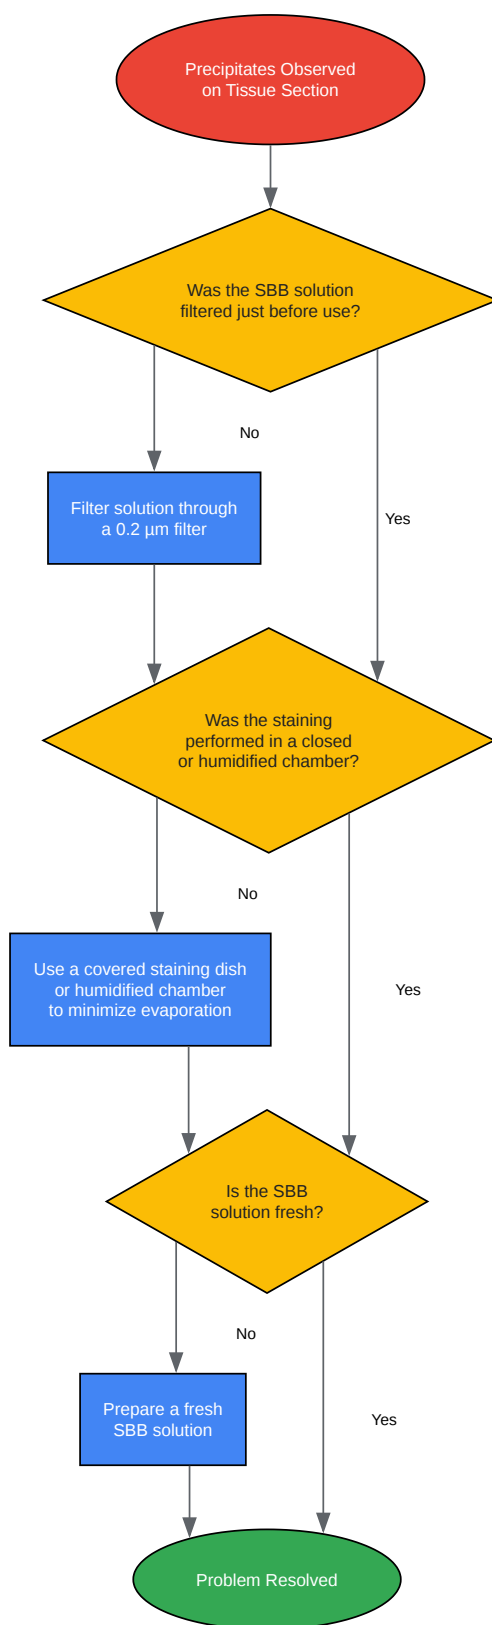 Precipitates Observed
on Tissue Section
Was the SBB solution
filtered just before use?
No
Filter solution through
a 0.2 µm filter
Yes
Was the staining
performed in a closed
or humidified chamber?
No
Use a covered staining dish
or humidified chamber
to minimize evaporation
Yes
Is the SBB
solution fresh?
No
Prepare a fresh
SBB solution
Yes
Problem Resolved